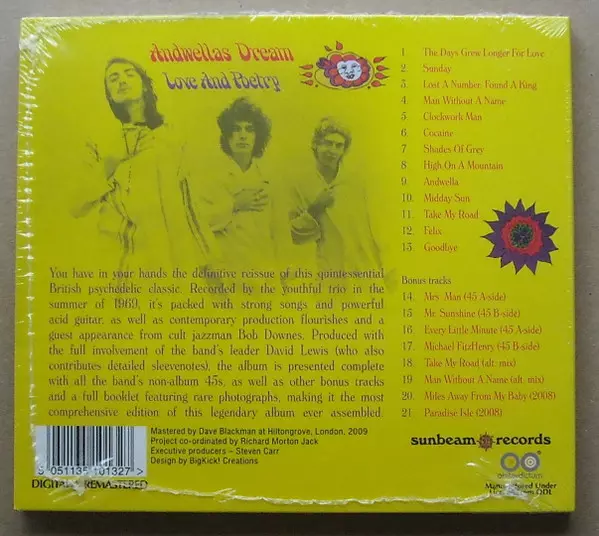 Andwellas Dream
Love And Poetry
1. The Days Grew Longer For Love
2. Sunday
3. Lost A Number, Found A King
4. Man Without A Name
5. Clockwork Man
6. Cocaine
7. Shades Of Grey
8. High On A Mountain
9. Andwella
10. Midday Sun
11. Take My Road
12. Felix
13. Goodbye
Bonus tracks
14. Mrs. Man (45 A-side)
15. Mr. Sunshine (45 B-side)
16. Every Little Minute (45 A-side)
17. Michael FitzHenry (45 B-side)
18. Take My Road (alt. mix)
19. Man Without A Name (alt. mix)
20. Miles Away From My Baby (2008)
21. Paradise Isle (2008)
You have in your hands the definitive reissue of this quintessential
British psychedelic classic. Recorded by the youthful trio in the
summer of 1969, it's packed with strong songs and powerful
acid guitar, as well as contemporary production flourishes and a
guest appearance from cult jazzman Bob Downes. Produced with
the full involvement of the band's leader David Lewis (who also
contributes detailed sleevenotes), the album is presented complete
with all the band's non-album 45s, as well as other bonus tracks
and a full booklet featuring rare photographs, making it the most
comprehensive edition of this legendary album ever assembled.
Mastered by Dave Blackman at Hiltongrove, London, 2009
Project co-ordinated by Richard Morton Jack
Executive producers – Steven Carr
Design by BigKick! Creations
5 051135 101327 >
DIGITALLY REMASTERED
sunbeam records
Under
ODL